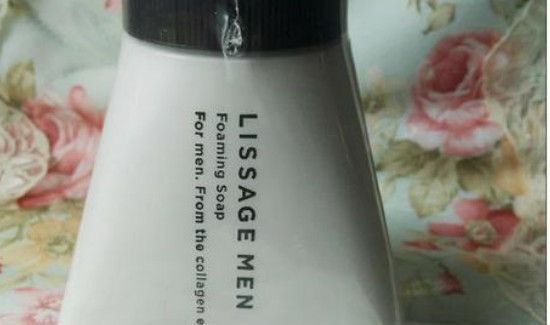 LISSAGE MEN
Foaming Soap
For men. From the collagen e